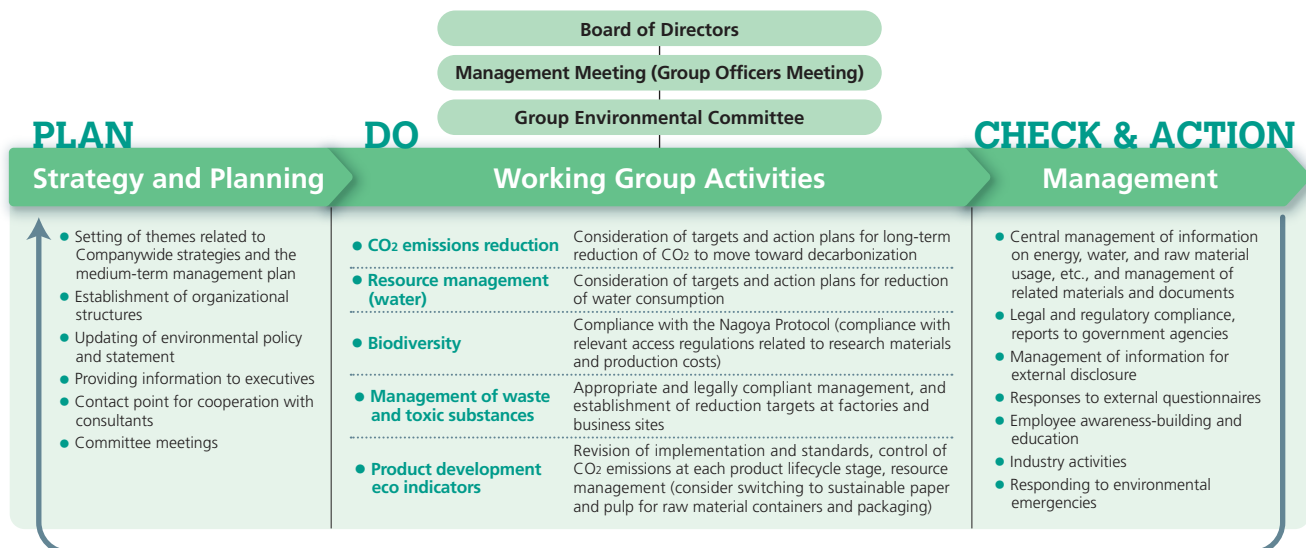 Board of Directors
Management Meeting (Group Officers Meeting)
Group Environmental Committee
PLAN
DO
CHECK & ACTION
Strategy and Planning
Working Group Activities
Management
● Setting of themes related to
Companywide strategies and the
medium-term management plan
● Establishment of organizational
structures
● Updating of environmental policy
and statement
● Providing information to executives
● Contact point for cooperation with
consultants
● Committee meetings
● CO2 emissions reduction
Consideration of targets and action plans for long-term
reduction of CO2 to move toward decarbonization
● Resource management
(water)
Consideration of targets and action plans for reduction
of water consumption
● Biodiversity
Compliance with the Nagoya Protocol (compliance with
relevant access regulations related to research materials
and production costs)
● Management of waste
and toxic substances
Appropriate and legally compliant management, and
establishment of reduction targets at factories and
business sites
● Product development
eco indicators
Revision of implementation and standards, control of
CO2 emissions at each product lifecycle stage, resource
management (consider switching to sustainable paper
and pulp for raw material containers and packaging)
● Central management of information
on energy, water, and raw material
usage, etc., and management of
related materials and documents
● Legal and regulatory compliance,
reports to government agencies
● Management of information for
external disclosure
● Responses to external questionnaires
● Employee awareness-building and
education
● Industry activities
● Responding to environmental
emergencies